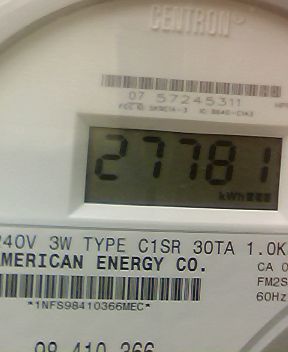 CENTRON
07 57245311
27781
kWh
240V 3W TYPE C1SR 30TA 1.0K
AMERICAN ENERGY CO.
CA 0
FM2S
60Hz
*1NFS98410366MEC*
98 410 366